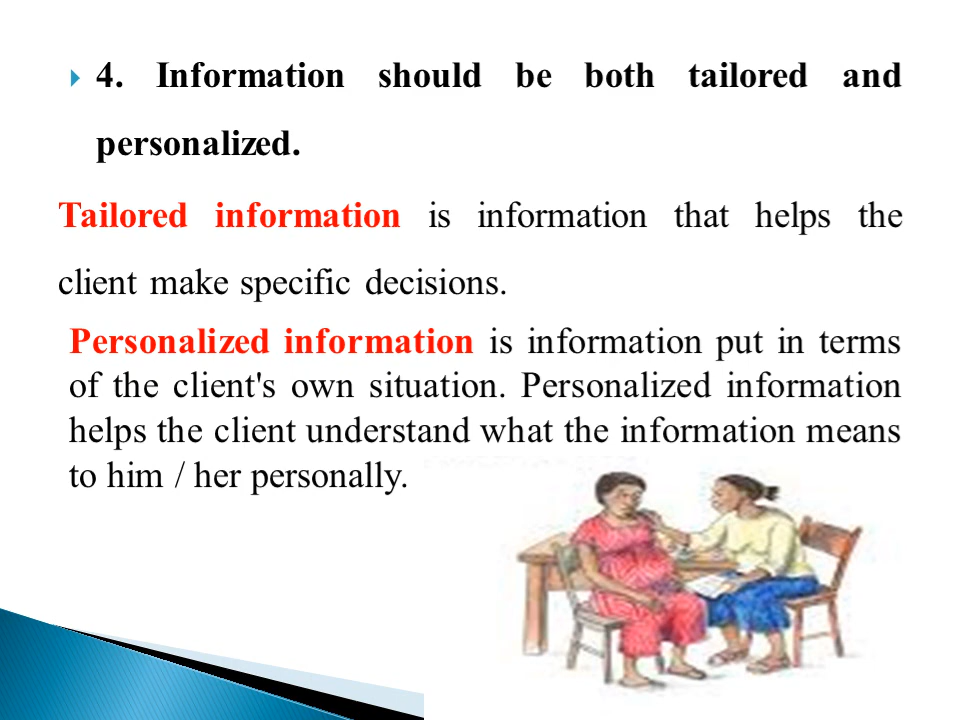 4. Information should be both tailored and
personalized.
Tailored information is information that helps the
client make specific decisions.
Personalized information is information put in terms
of the client's own situation. Personalized information
helps the client understand what the information means
to him / her personally.